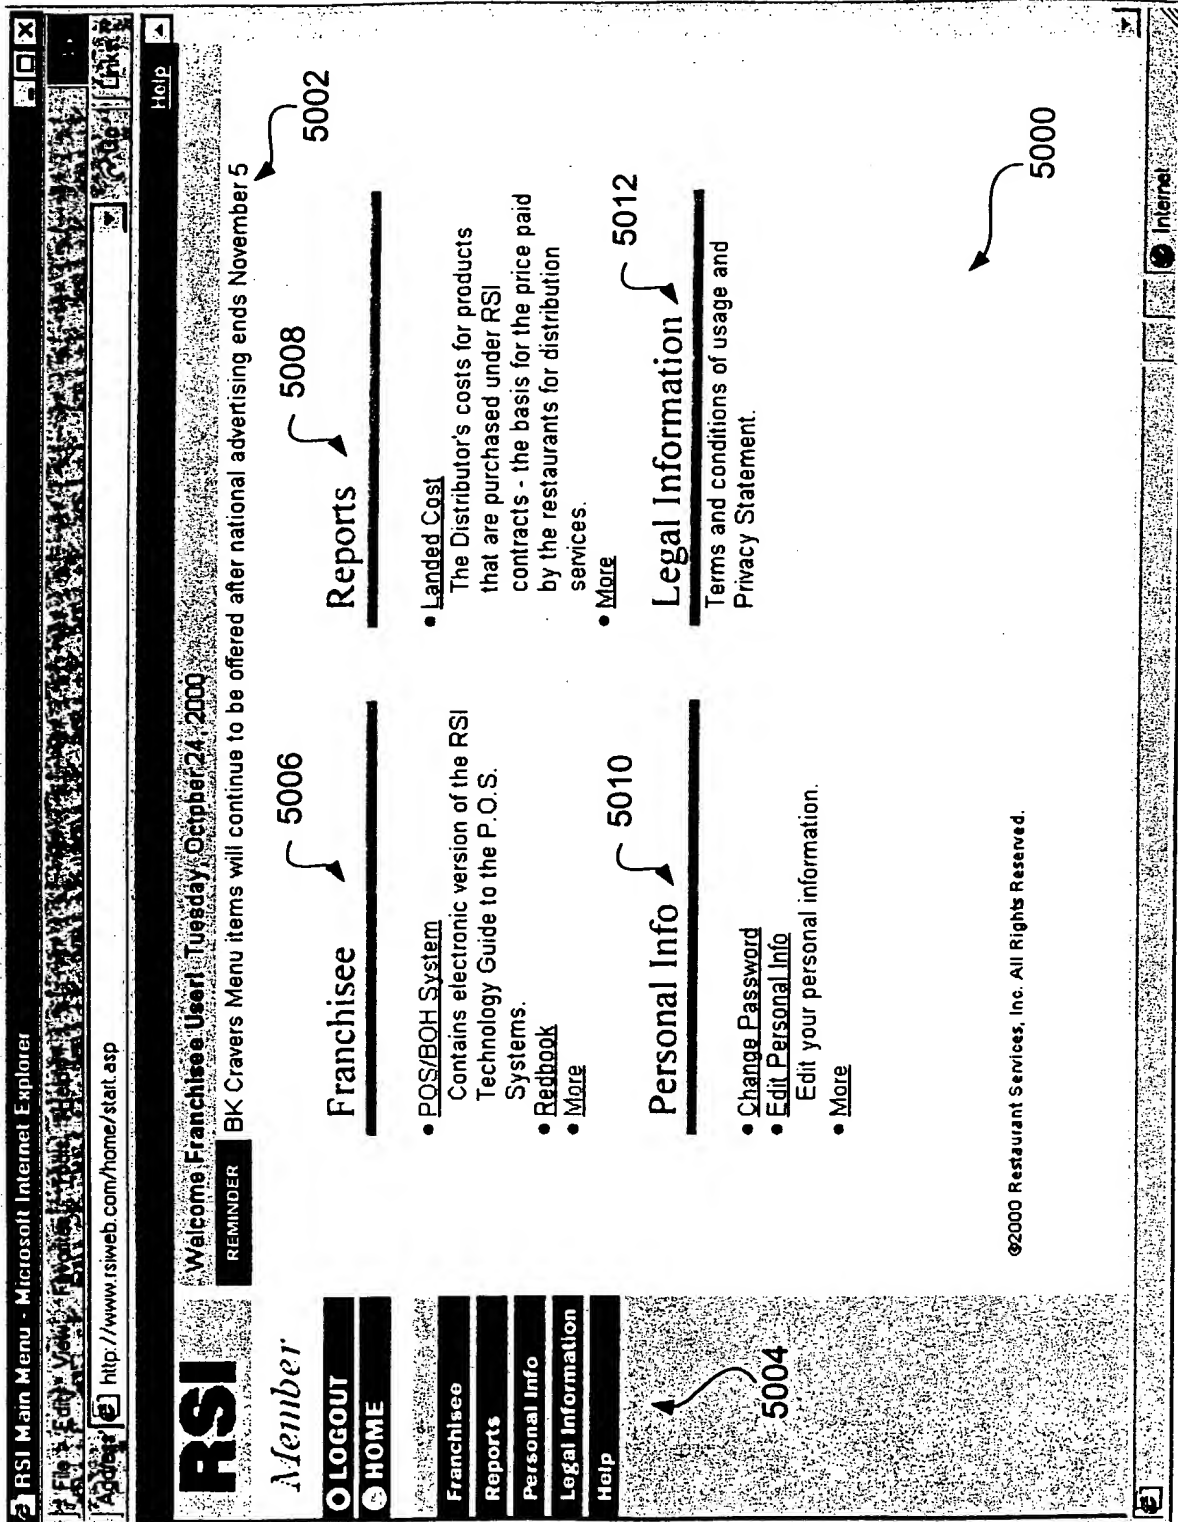 RSI Main Menu - Microsoft Internet Explorer
File Edit View Favorites Tools Help
Address http://www.rsiweb.com/home/start.asp Go Links
Help
RSI
Welcome Franchisee User! Tuesday, October 24, 2000
REMINDER BK Cravers Menu items will continue to be offered after national advertising ends November 5
5002
Member
LOGOUT
HOME
Franchisee
Reports
Personal Info
Legal Information
Help
5004
Franchisee
5006
• POS/BOH System
Contains electronic version of the RSI
Technology Guide to the P.O.S.
Systems.
• Redbook
• More
Reports
5008
• Landed Cost
The Distributor's costs for products
that are purchased under RSI
contracts - the basis for the price paid
by the restaurants for distribution
services.
• More
Personal Info
5010
• Change Password
• Edit Personal Info
Edit your personal information.
• More
Legal Information
5012
Terms and conditions of usage and
Privacy Statement.
5000
©2000 Restaurant Services, Inc. All Rights Reserved.
Internet